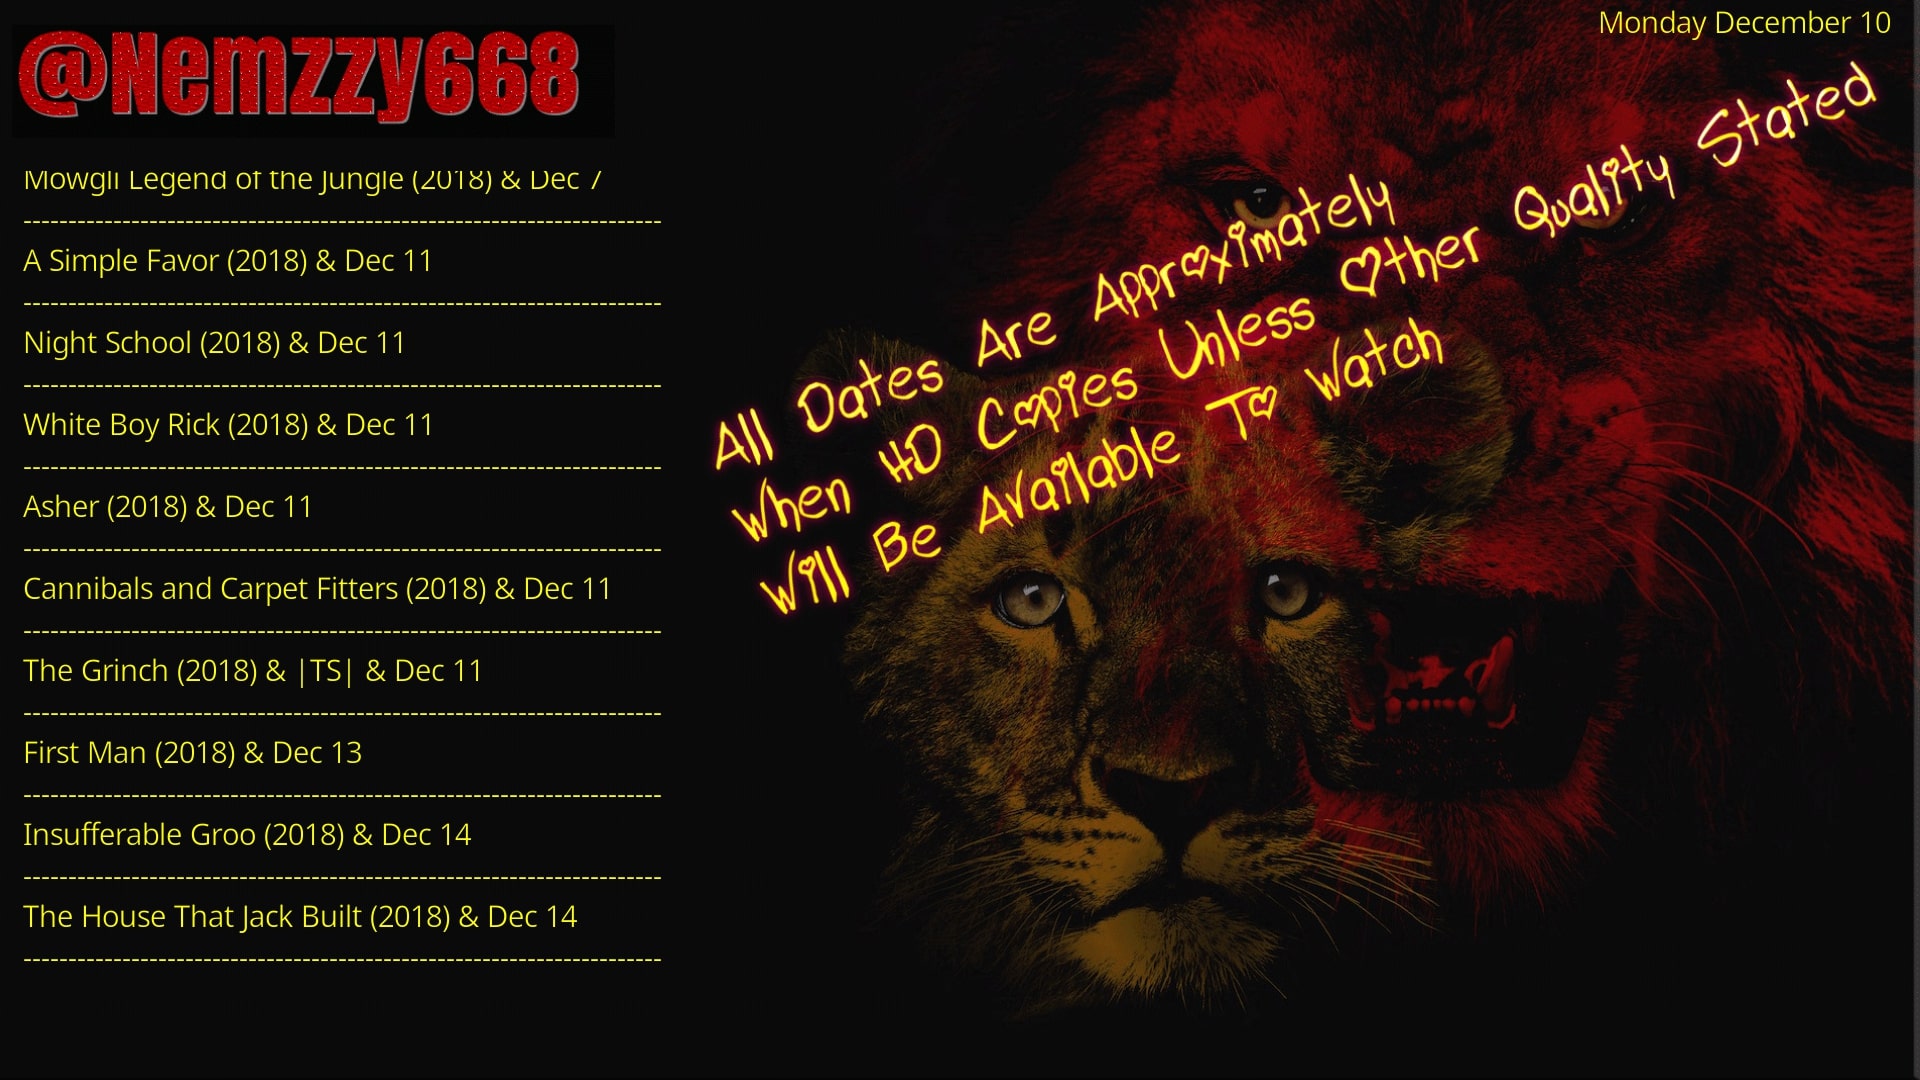 @Nemzzy668
Monday December 10
Mowgli Legend of the Jungle (2018) & Dec 7
-----------------------------------------------------------------------
A Simple Favor (2018) & Dec 11
-----------------------------------------------------------------------
Night School (2018) & Dec 11
-----------------------------------------------------------------------
White Boy Rick (2018) & Dec 11
-----------------------------------------------------------------------
Asher (2018) & Dec 11
-----------------------------------------------------------------------
Cannibals and Carpet Fitters (2018) & Dec 11
-----------------------------------------------------------------------
The Grinch (2018) & |TS| & Dec 11
-----------------------------------------------------------------------
First Man (2018) & Dec 13
-----------------------------------------------------------------------
Insufferable Groo (2018) & Dec 14
-----------------------------------------------------------------------
The House That Jack Built (2018) & Dec 14
-----------------------------------------------------------------------
All Dates Are Approximately
When HD Copies Unless Other Quality Stated
Will Be Available To Watch